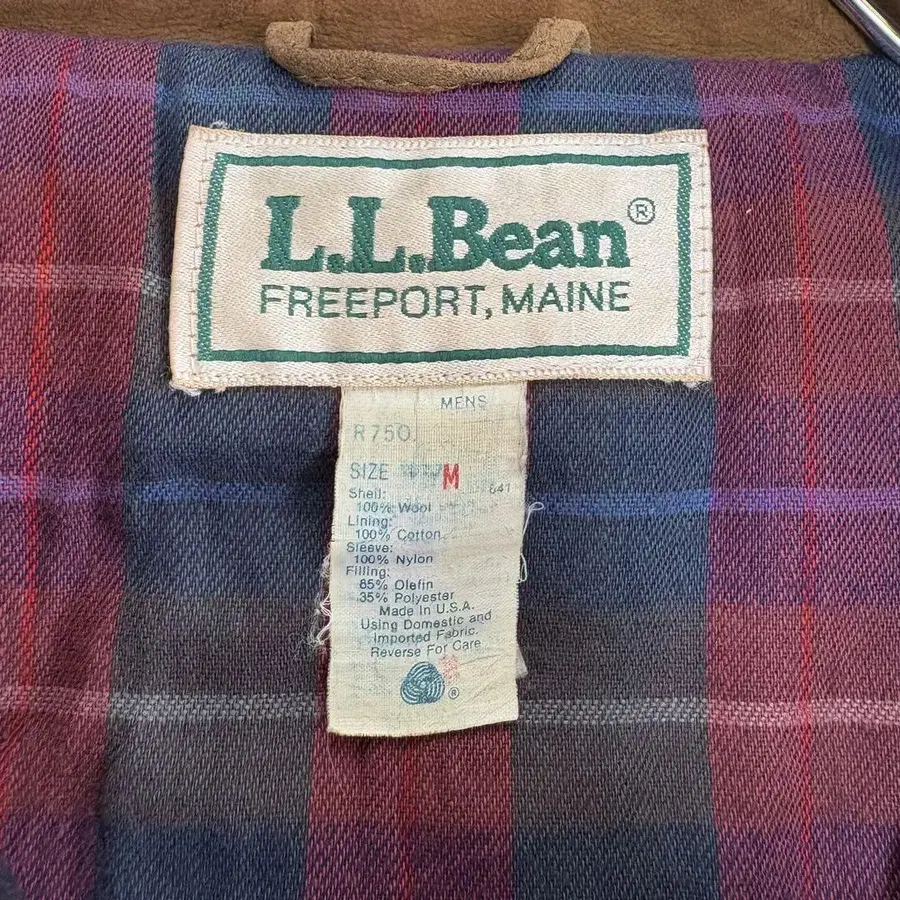 L.L.Bean®
FREEPORT, MAINE
MENS
R750
SIZE M
641
Shell:
100% Wool
Lining:
100% Cotton
Sleeve:
100% Nylon
Filling:
65% Olefin
35% Polyester
Made In U.S.A.
Using Domestic and
Imported Fabric.
Reverse For Care
®